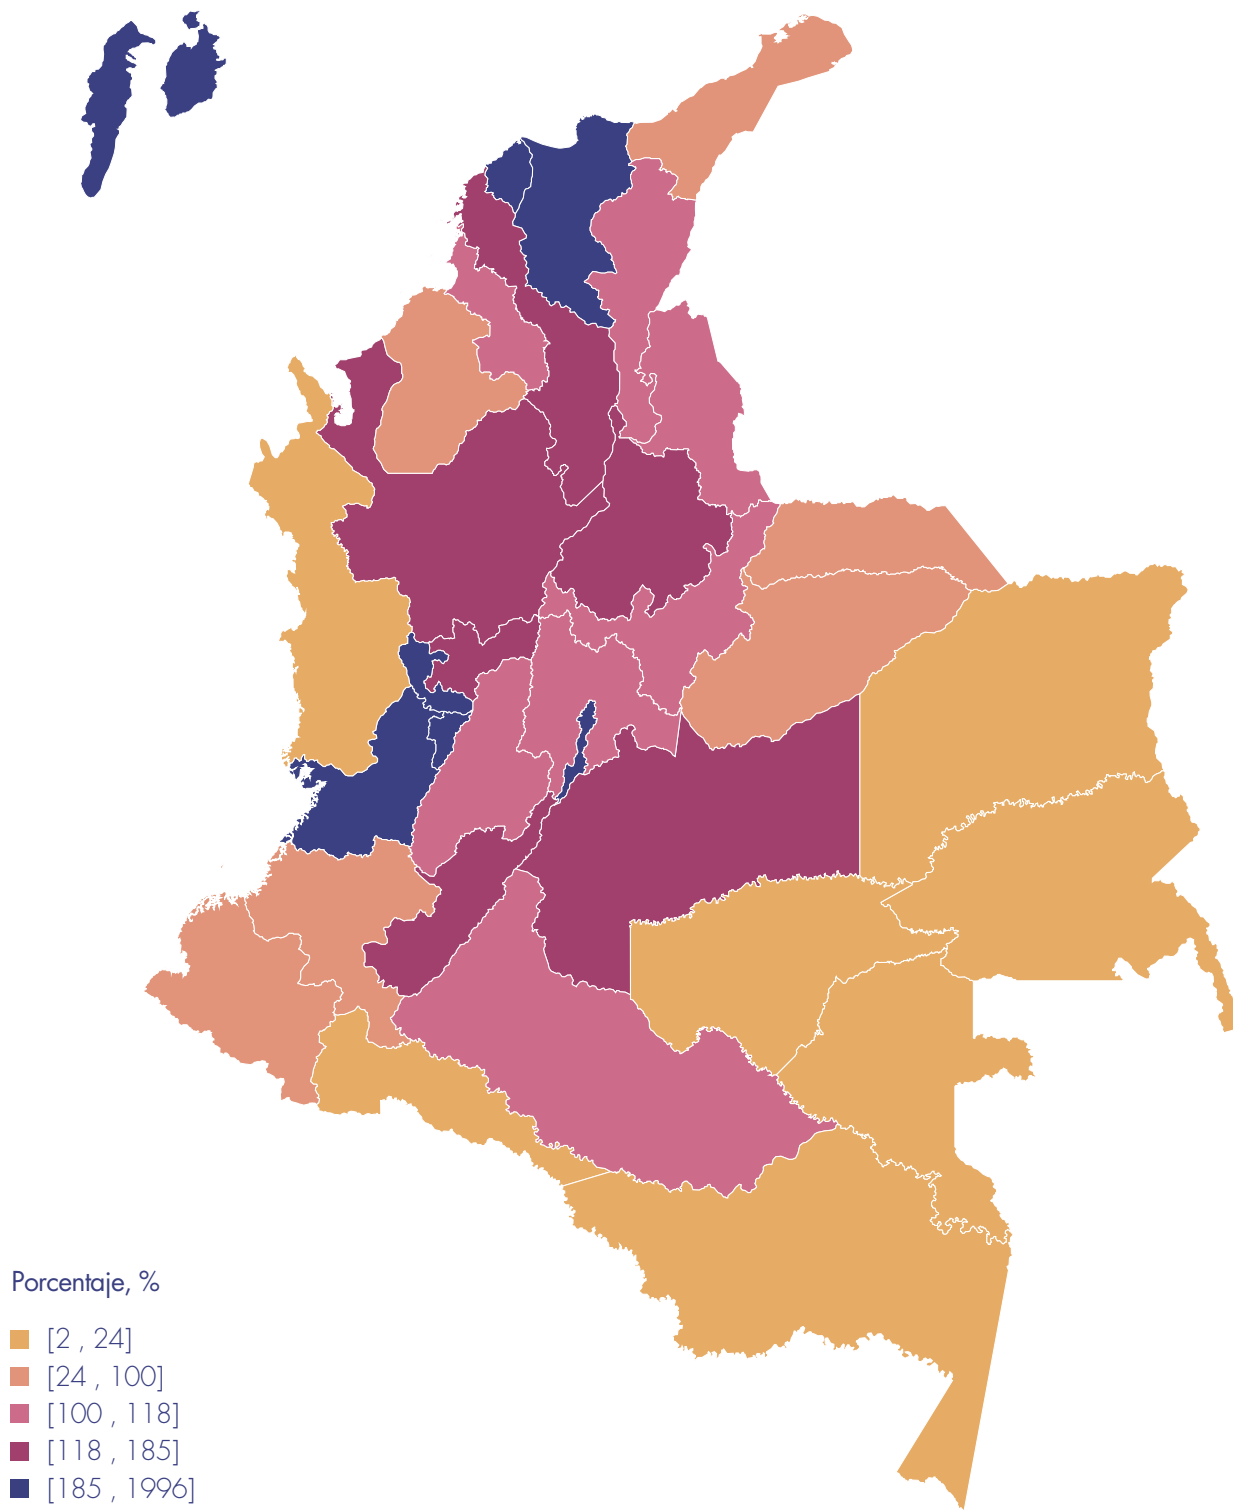 Porcentaje, %
[2 , 24]
[24 , 100]
[100 , 118]
[118 , 185]
[185 , 1996]